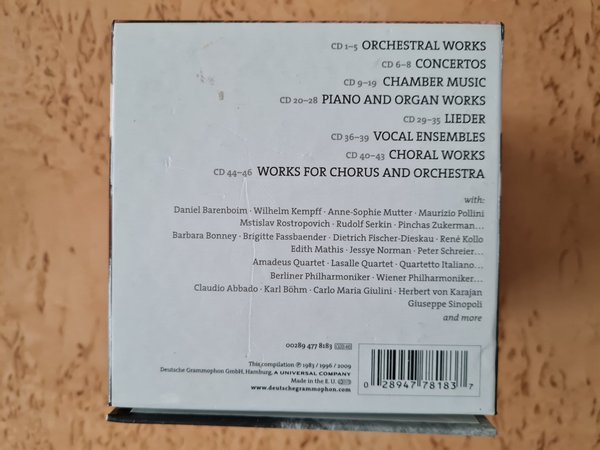 CD 1–5 ORCHESTRAL WORKS
CD 6–8 CONCERTOS
CD 9–19 CHAMBER MUSIC
CD 20–28 PIANO AND ORGAN WORKS
CD 29–35 LIEDER
CD 36–39 VOCAL ENSEMBLES
CD 40–43 CHORAL WORKS
CD 44–46 WORKS FOR CHORUS AND ORCHESTRA
with:
Daniel Barenboim · Wilhelm Kempff · Anne-Sophie Mutter · Maurizio Pollini
Mstislav Rostropovich · Rudolf Serkin · Pinchas Zukerman...
Barbara Bonney · Brigitte Fassbaender · Dietrich Fischer-Dieskau · René Kollo
Edith Mathis · Jessye Norman · Peter Schreier...
Amadeus Quartet · Lasalle Quartet · Quartetto Italiano...
Berliner Philharmoniker · Wiener Philharmoniker...
Claudio Abbado · Karl Böhm · Carlo Maria Giulini · Herbert von Karajan
Giuseppe Sinopoli
and more
00289 477 8183
This compilation ℗ 1983 / 1996 / 2009
Deutsche Grammophon GmbH, Hamburg, A UNIVERSAL COMPANY
Made in the E. U.
www.deutschegrammophon.com
0 28947 78183 7